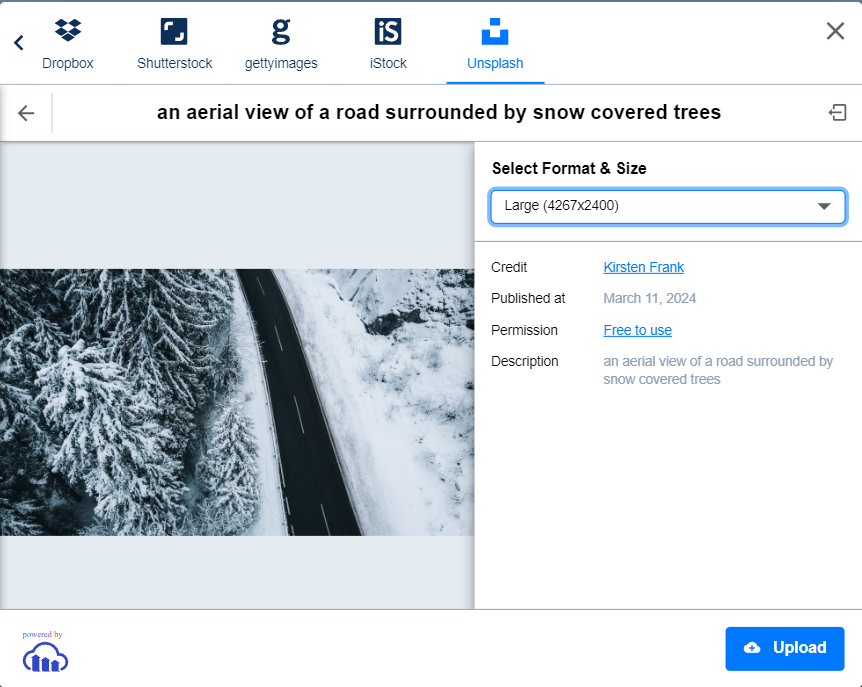 Dropbox
Shutterstock
gettyimages
iStock
Unsplash
an aerial view of a road surrounded by snow covered trees
Select Format & Size
Large (4267x2400)
Credit
Kirsten Frank
Published at
March 11, 2024
Permission
Free to use
Description
an aerial view of a road surrounded by
snow covered trees
powered by
Upload